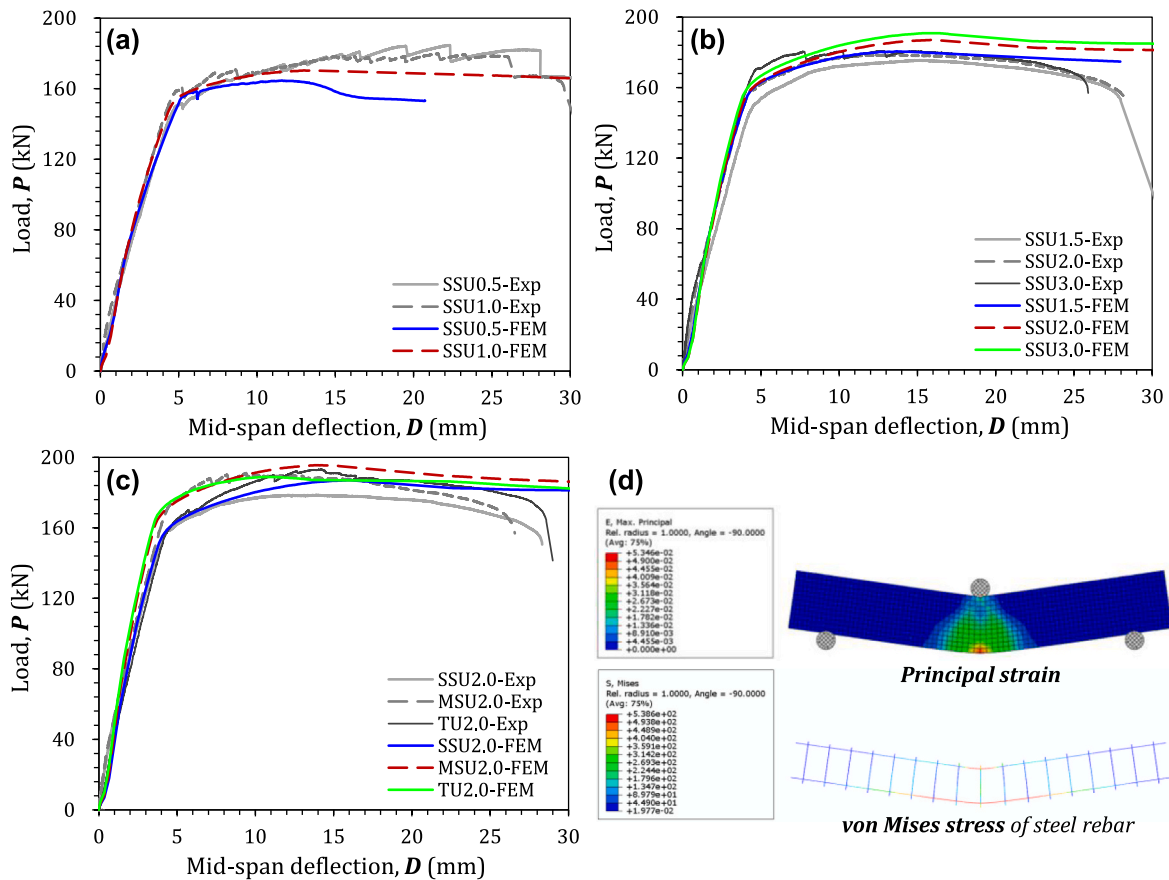 (a)
200
160
120
80
40
0
Load, P (kN)
SSU0.5-Exp
SSU1.0-Exp
SSU0.5-FEM
SSU1.0-FEM
0 5 10 15 20 25 30
Mid-span deflection, D (mm)
(b)
200
160
120
80
40
0
Load, P (kN)
SSU1.5-Exp
SSU2.0-Exp
SSU3.0-Exp
SSU1.5-FEM
SSU2.0-FEM
SSU3.0-FEM
0 5 10 15 20 25 30
Mid-span deflection, D (mm)
(c)
200
160
120
80
40
0
Load, P (kN)
SSU2.0-Exp
MSU2.0-Exp
TU2.0-Exp
SSU2.0-FEM
MSU2.0-FEM
TU2.0-FEM
0 5 10 15 20 25 30
Mid-span deflection, D (mm)
(d)
E, Max. Principal
Rel. radius = 1.0000, Angle = -90.0000
(Avg: 75%)
+5.346e-02
+4.900e-02
+4.455e-02
+4.009e-02
+3.564e-02
+3.118e-02
+2.673e-02
+2.227e-02
+1.782e-02
+1.336e-02
+8.910e-03
+4.455e-03
+0.000e+00
Principal strain
S, Mises
Rel. radius = 1.0000, Angle = -90.0000
(Avg: 75%)
+5.386e+02
+4.938e+02
+4.489e+02
+4.040e+02
+3.591e+02
+3.142e+02
+2.693e+02
+2.244e+02
+1.796e+02
+1.347e+02
+8.979e+01
+4.490e+01
+1.977e-02
von Mises stress of steel rebar